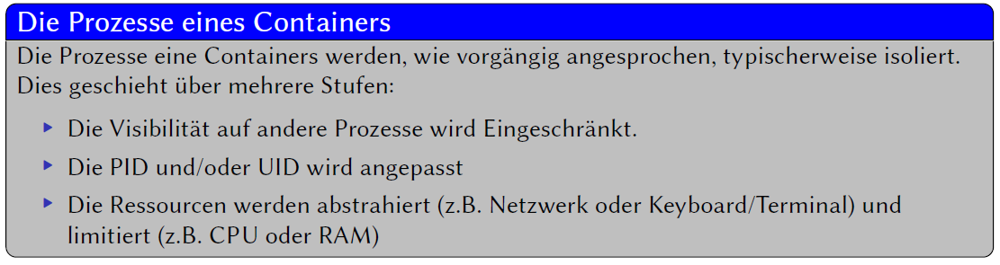 Die Prozesse eines Containers
Die Prozesse eine Containers werden, wie vorgängig angesprochen, typischerweise isoliert.
Dies geschieht über mehrere Stufen:
Die Visibilität auf andere Prozesse wird Eingeschränkt.
Die PID und/oder UID wird angepasst
Die Ressourcen werden abstrahiert (z.B. Netzwerk oder Keyboard/Terminal) und
limitiert (z.B. CPU oder RAM)